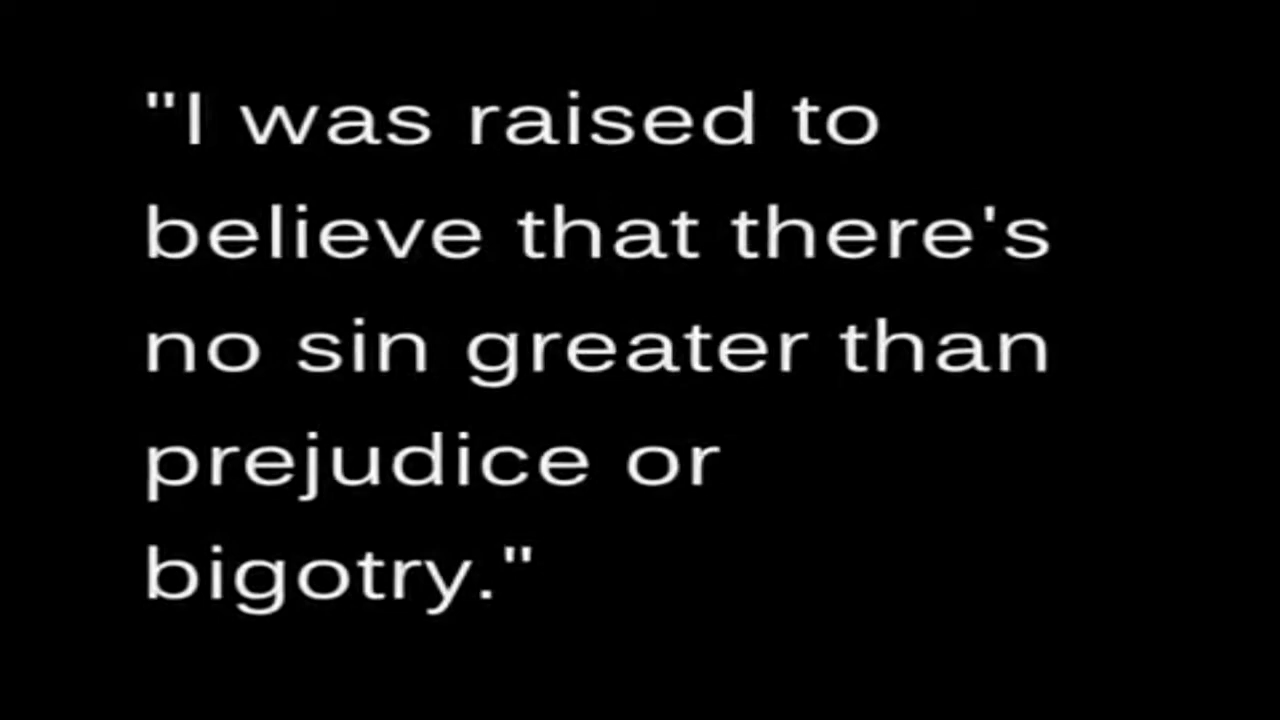 "I was raised to
believe that there's
no sin greater than
prejudice or
bigotry."